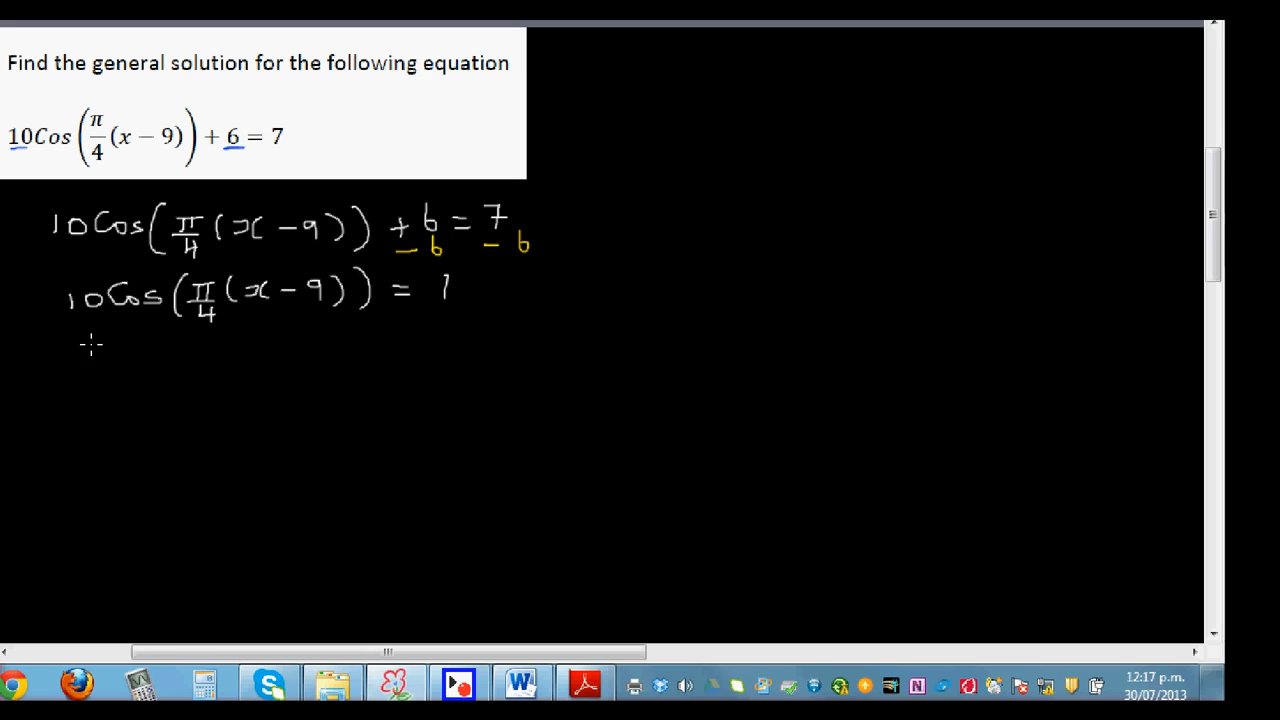 Find the general solution for the following equation
10Cos(π/4(x − 9)) + 6 = 7
10Cos(π/4(x − 9)) + 6 = 7
− 6 − 6
10Cos(π/4(x − 9)) = 1
12:17 p.m.
30/07/2013